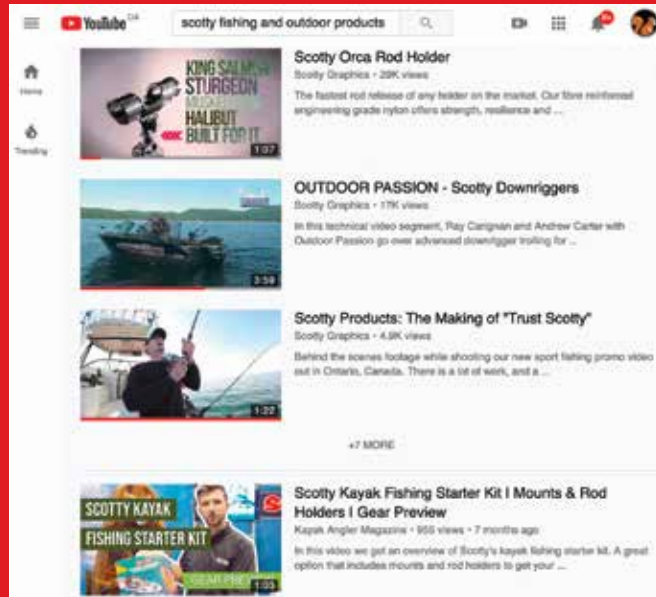 YouTube CA
scotty fishing and outdoor products
9+
Home
Trending
KING SALMON
STURGEON
MUSKELLUNGE
HALIBUT
BUILT FOR IT
1:07
Scotty Orca Rod Holder
Scotty Graphics • 29K views
The fastest rod release of any holder on the market. Our fibre reinforced
engineering grade nylon offers strength, resilience and ...
3:59
OUTDOOR PASSION - Scotty Downriggers
Scotty Graphics • 17K views
In this technical video segment, Ray Carignan and Andrew Carter with
Outdoor Passion go over advanced downrigger trolling for ...
1:22
Scotty Products: The Making of "Trust Scotty"
Scotty Graphics • 4.9K views
Behind the scenes footage while shooting our new sport fishing promo video
out in Ontario, Canada. There is a lot of work, and a ...
+7 MORE
SCOTTY KAYAK
FISHING STARTER KIT
GEAR PREVIEW
1:03
Scotty Kayak Fishing Starter Kit I Mounts & Rod
Holders I Gear Preview
Kayak Angler Magazine • 955 views • 7 months ago
In this video we get an overview of Scotty's kayak fishing starter kit. A great
option that includes mounts and rod holders to get your ...